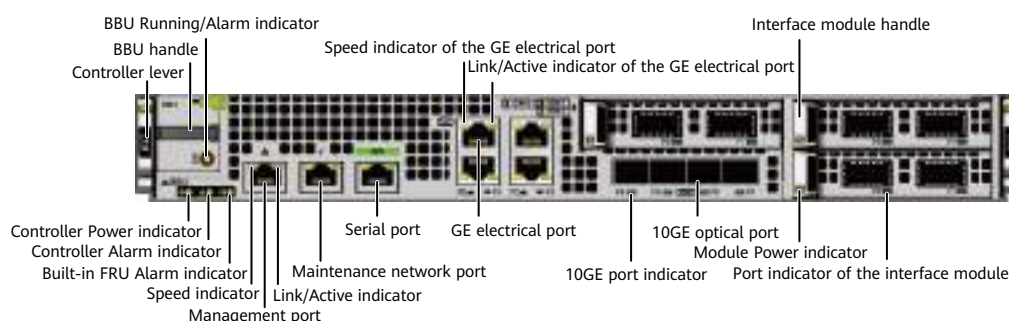 BBU Running/Alarm indicator
Interface module handle
BBU handle
Speed indicator of the GE electrical port
Controller lever
Link/Active indicator of the GE electrical port
Controller Power indicator
Serial port
GE electrical port
10GE optical port
Controller Alarm indicator
Module Power indicator
Built-in FRU Alarm indicator
Maintenance network port
10GE port indicator
Port indicator of the interface module
Speed indicator
Link/Active indicator
Management port